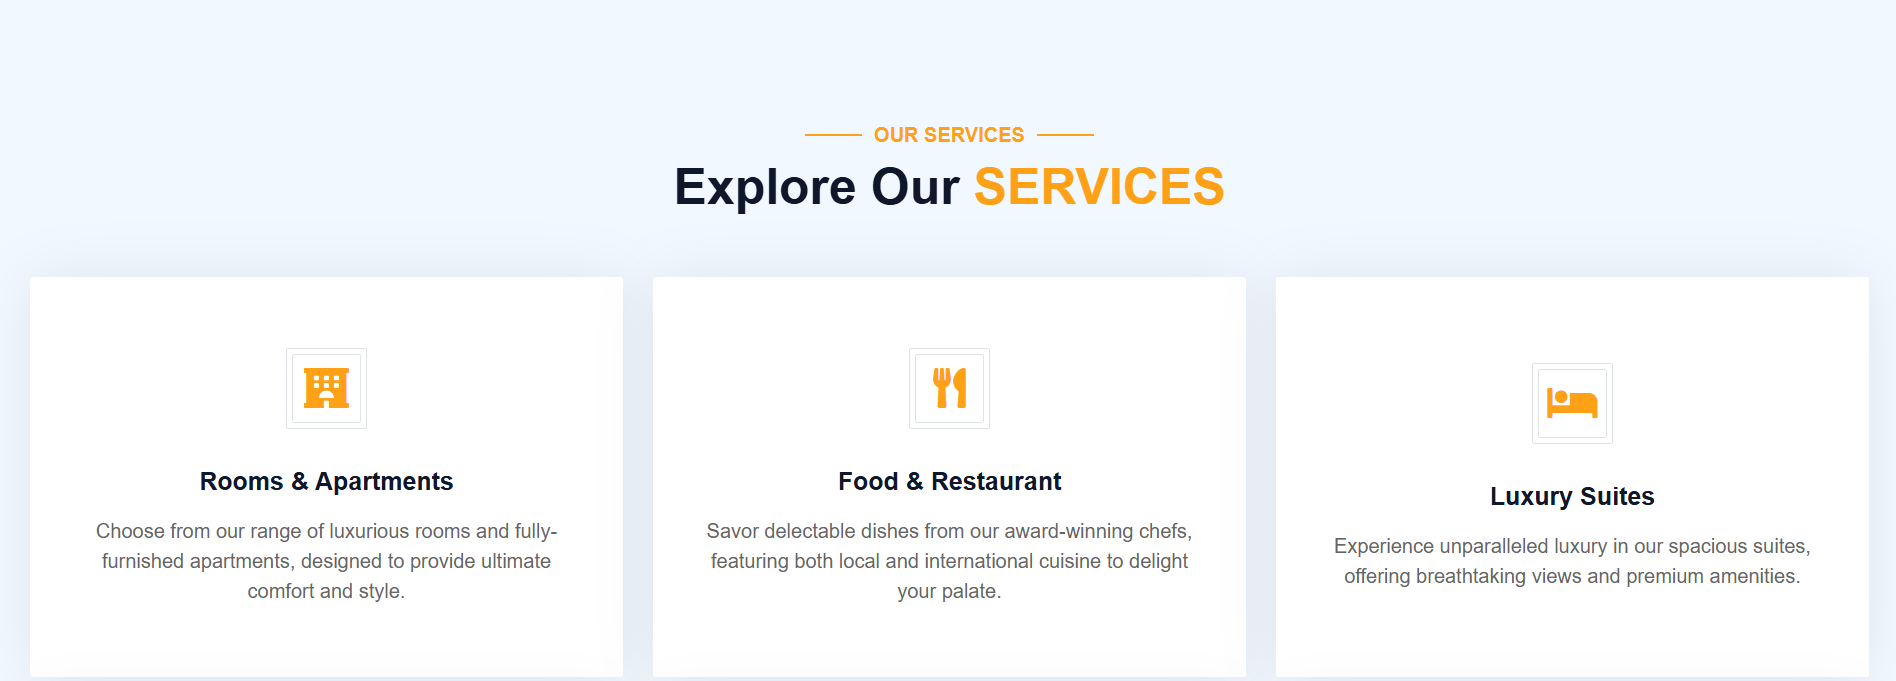 OUR SERVICES
Explore Our SERVICES
Rooms & Apartments
Choose from our range of luxurious rooms and fully-
furnished apartments, designed to provide ultimate
comfort and style.
Food & Restaurant
Savor delectable dishes from our award-winning chefs,
featuring both local and international cuisine to delight
your palate.
Luxury Suites
Experience unparalleled luxury in our spacious suites,
offering breathtaking views and premium amenities.